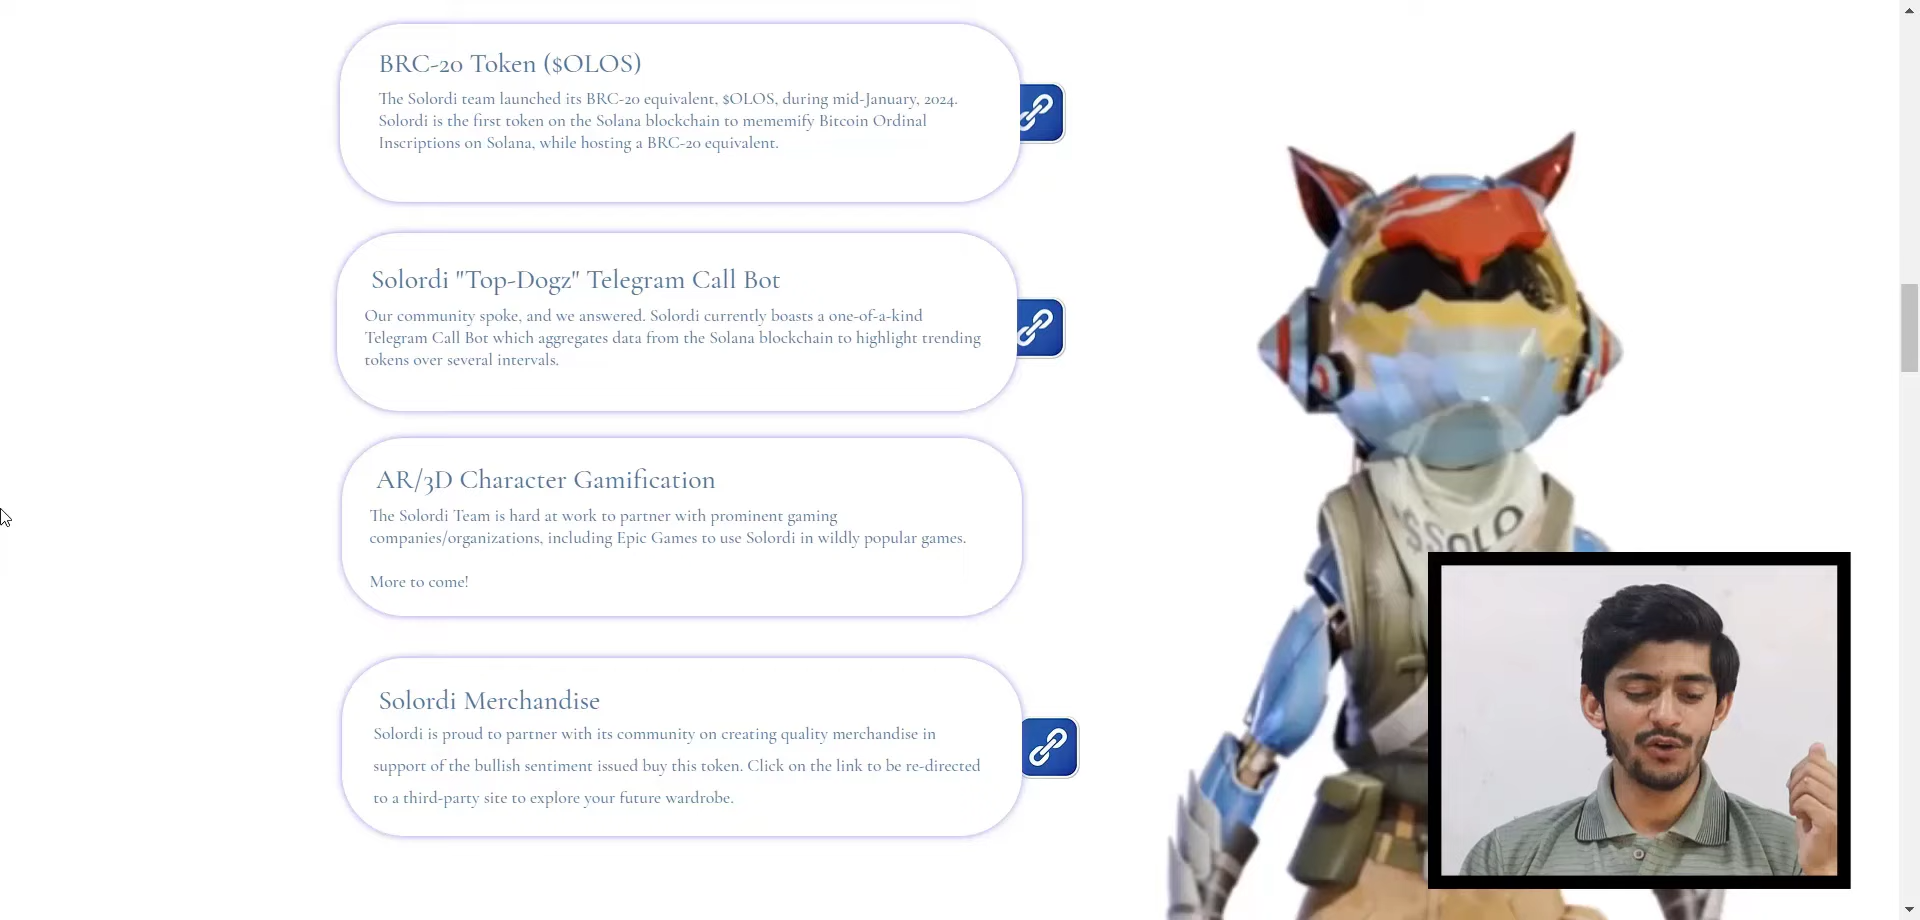 BRC-20 Token ($OLOS)
The Solordi team launched its BRC-20 equivalent, $OLOS, during mid-January, 2024.
Solordi is the first token on the Solana blockchain to mememify Bitcoin Ordinal
Inscriptions on Solana, while hosting a BRC-20 equivalent.
Solordi "Top-Dogz" Telegram Call Bot
Our community spoke, and we answered. Solordi currently boasts a one-of-a-kind
Telegram Call Bot which aggregates data from the Solana blockchain to highlight trending
tokens over several intervals.
AR/3D Character Gamification
The Solordi Team is hard at work to partner with prominent gaming
companies/organizations, including Epic Games to use Solordi in wildly popular games.
More to come!
Solordi Merchandise
Solordi is proud to partner with its community on creating quality merchandise in
support of the bullish sentiment issued buy this token. Click on the link to be re-directed
to a third-party site to explore your future wardrobe.